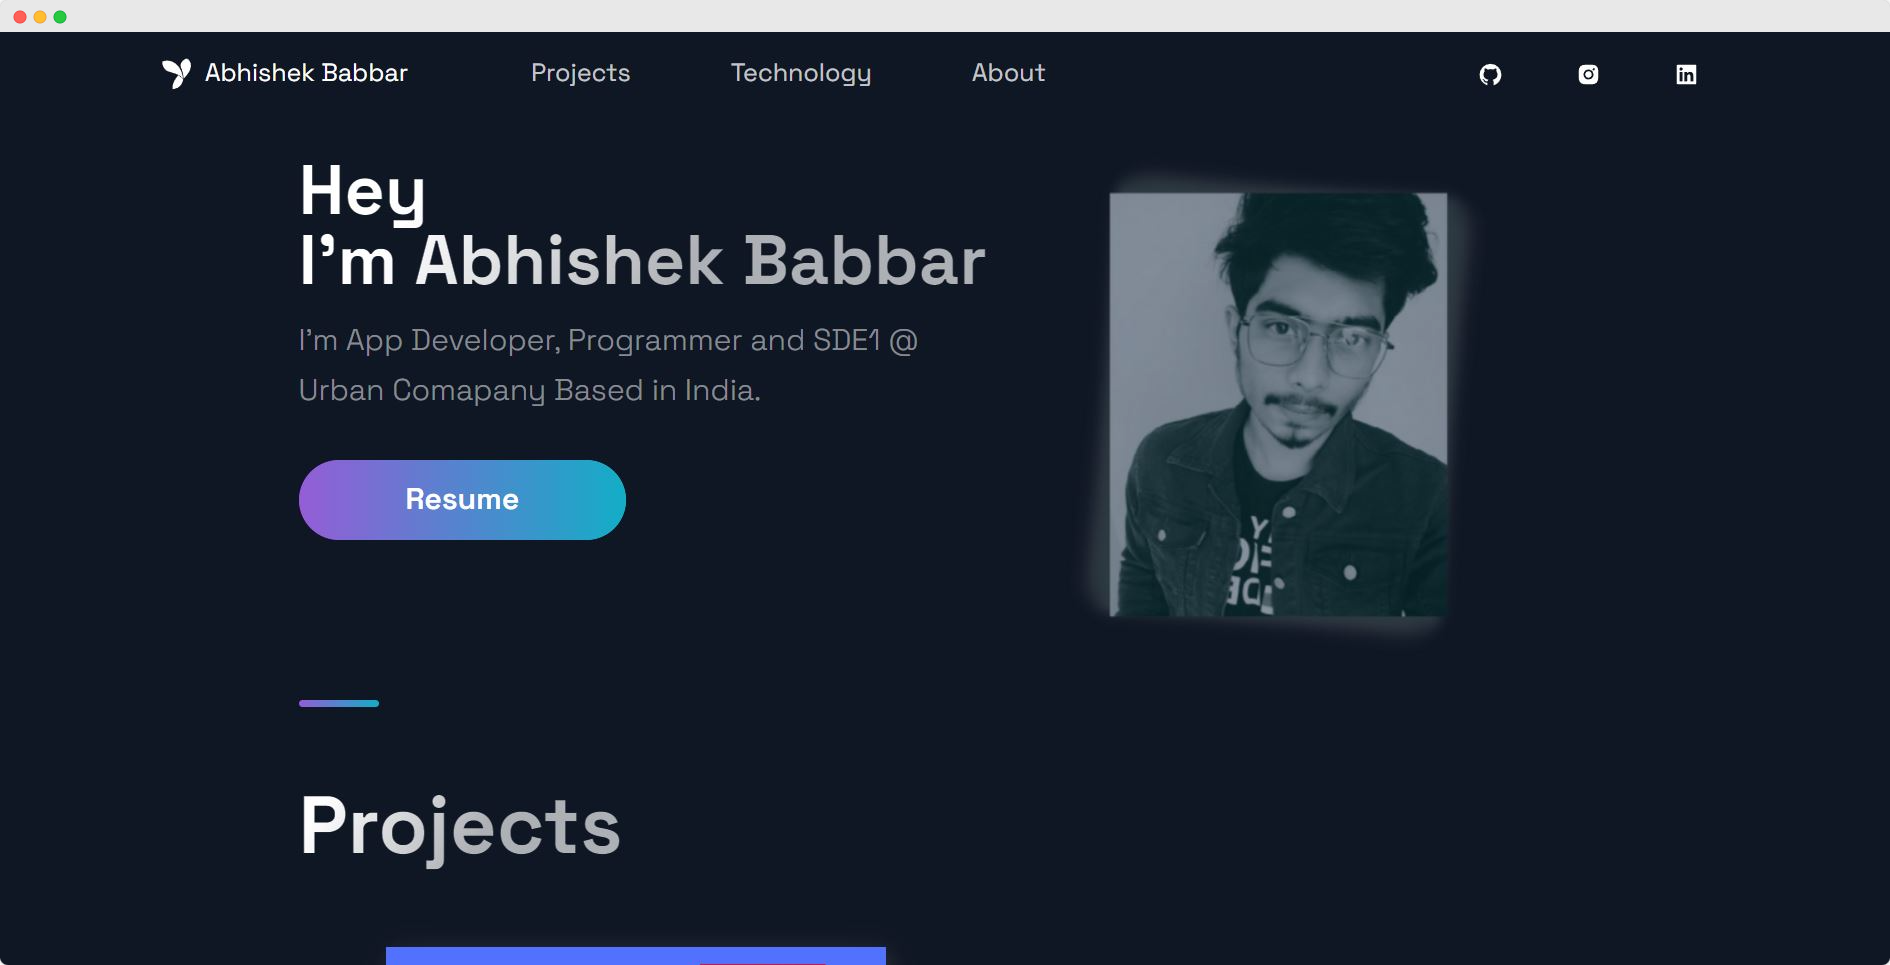 Abhishek Babbar
Projects
Technology
About
Hey
I'm Abhishek Babbar
I'm App Developer, Programmer and SDE1 @
Urban Comapany Based in India.
Resume
Projects